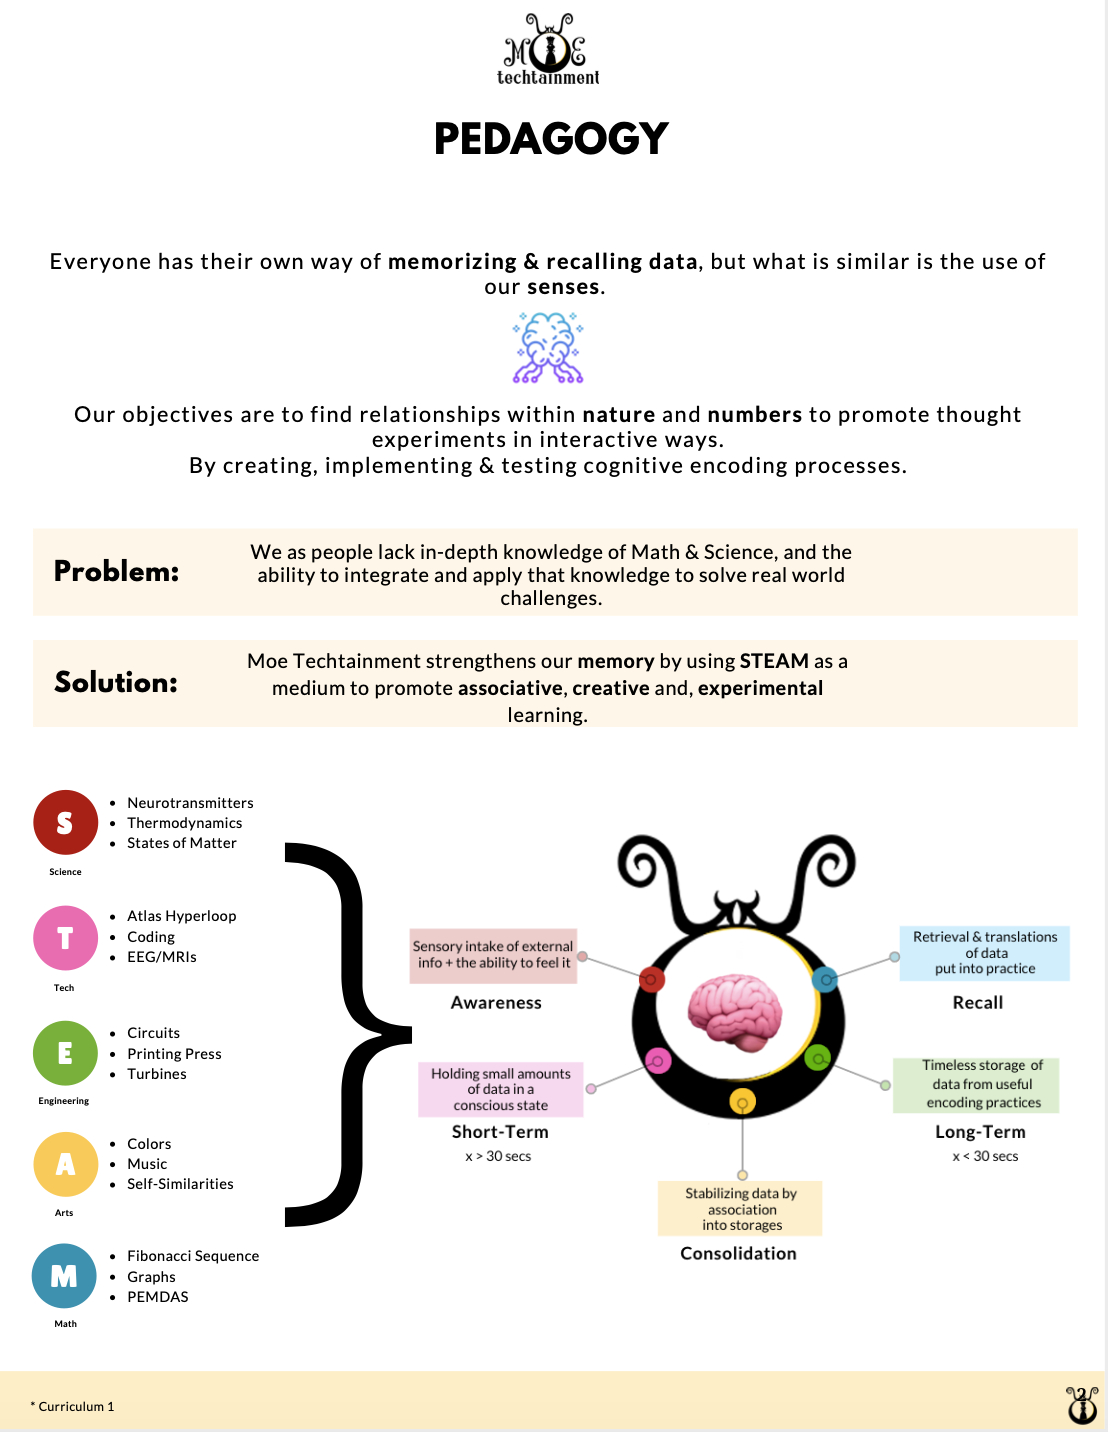 M E
techtainment
PEDAGOGY
Everyone has their own way of memorizing & recalling data, but what is similar is the use of
our senses.
Our objectives are to find relationships within nature and numbers to promote thought
experiments in interactive ways.
By creating, implementing & testing cognitive encoding processes.
Problem:
We as people lack in-depth knowledge of Math & Science, and the
ability to integrate and apply that knowledge to solve real world
challenges.
Solution:
Moe Techtainment strengthens our memory by using STEAM as a
medium to promote associative, creative and, experimental
learning.
S
Science
• Neurotransmitters
• Thermodynamics
• States of Matter
T
Tech
• Atlas Hyperloop
• Coding
• EEG/MRIs
E
Engineering
• Circuits
• Printing Press
• Turbines
A
Arts
• Colors
• Music
• Self-Similarities
M
Math
• Fibonacci Sequence
• Graphs
• PEMDAS
Sensory intake of external
info + the ability to feel it
Awareness
Holding small amounts
of data in a
conscious state
Short-Term
x > 30 secs
Stabilizing data by
association
into storages
Consolidation
Retrieval & translations
of data
put into practice
Recall
Timeless storage of
data from useful
encoding practices
Long-Term
x < 30 secs
* Curriculum 1
2